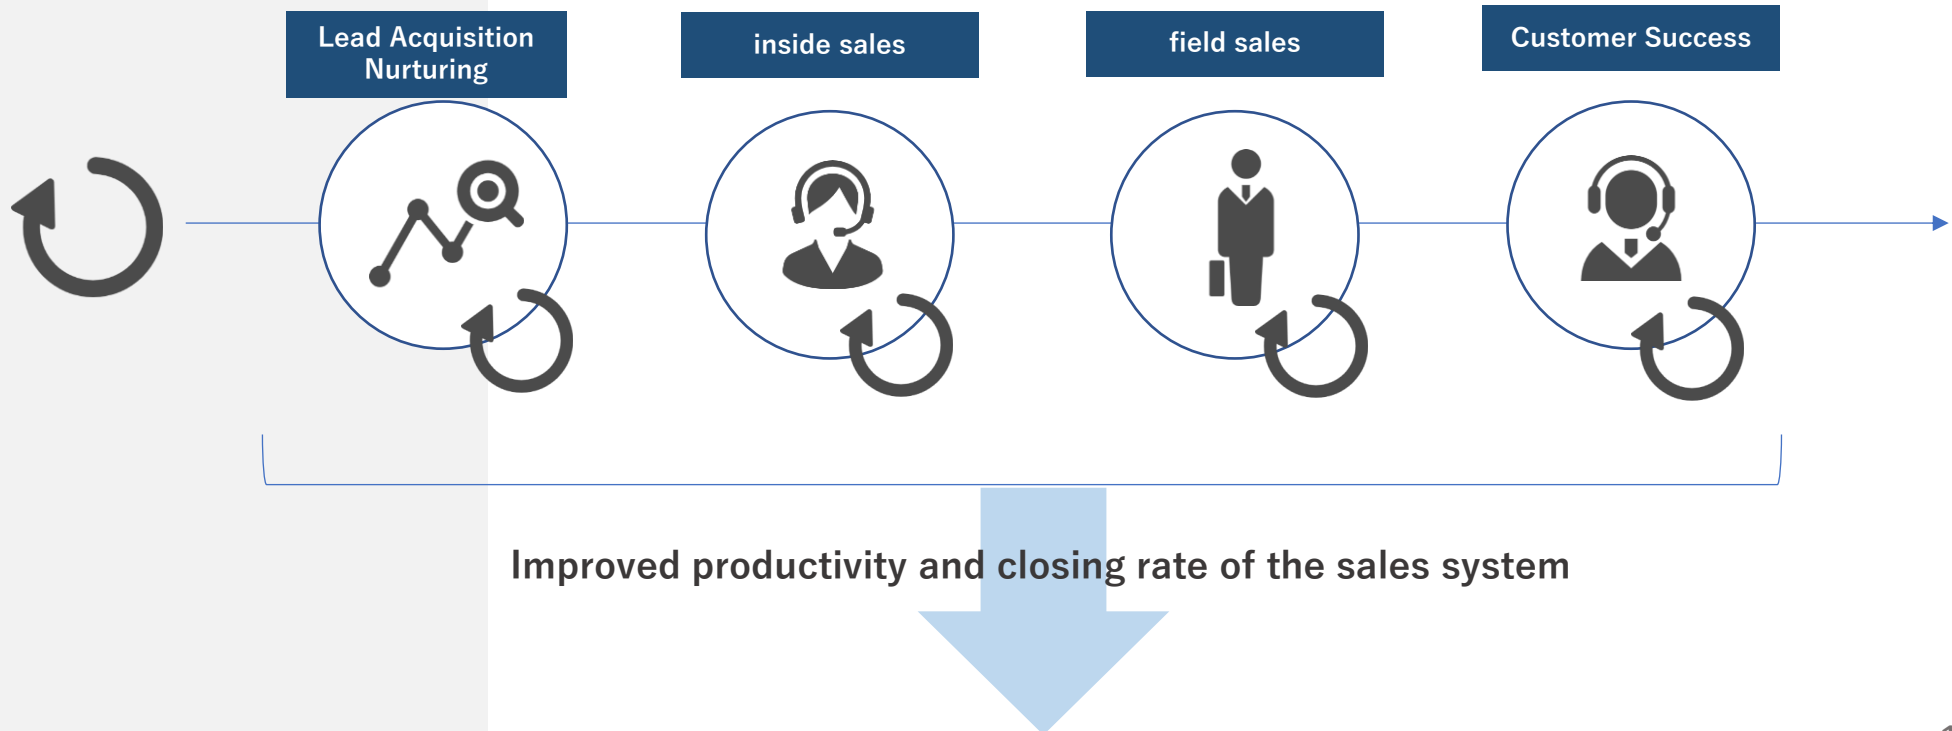 Lead Acquisition
Nurturing
inside sales
field sales
Customer Success
Improved productivity and closing rate of the sales system